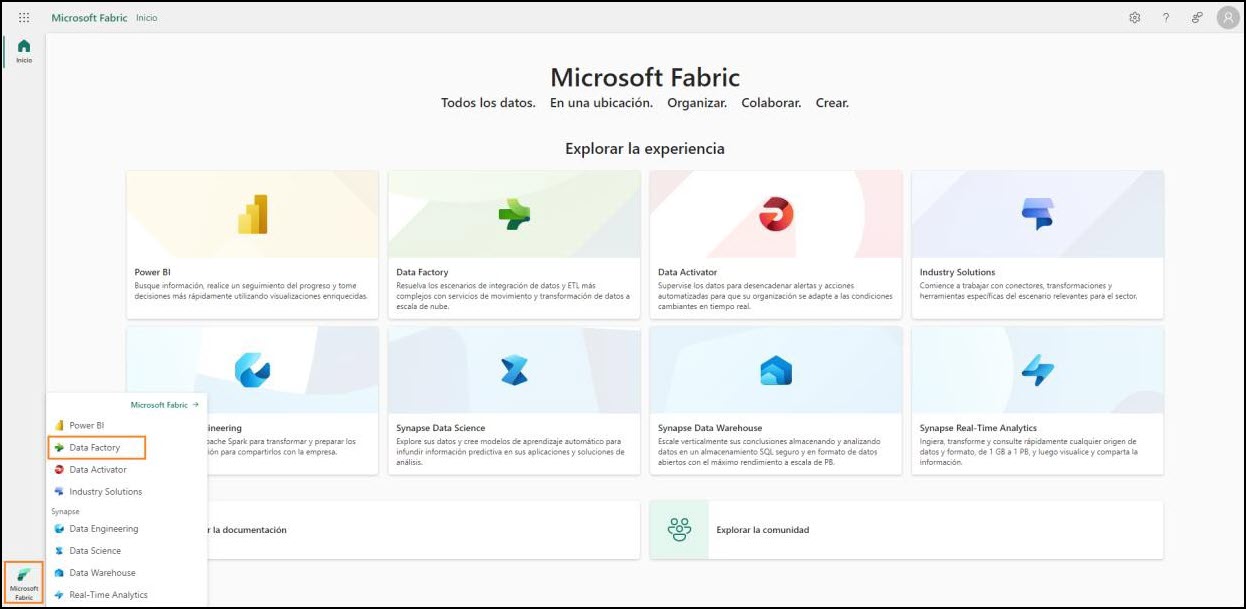 Microsoft Fabric Inicio
Inicio
Microsoft Fabric
Todos los datos. En una ubicación. Organizar. Colaborar. Crear.
Explorar la experiencia
Power BI
Busque información, realice un seguimiento del progreso y tome
decisiones más rápidamente utilizando visualizaciones enriquecidas.
Data Factory
Resuelva los escenarios de integración de datos y ETL más
complejos con servicios de movimiento y transformación de datos a
escala de nube.
Data Activator
Supervise los datos para desencadenar alertas y acciones
automatizadas para que su organización se adapte a las condiciones
cambiantes en tiempo real.
Industry Solutions
Comience a trabajar con conectores, transformaciones y
herramientas específicas del escenario relevantes para el sector.
ineering
pache Spark para transformar y preparar los
ión para compartirlos con la empresa.
Synapse Data Science
Explore sus datos y cree modelos de aprendizaje automático para
infundir información predictiva en sus aplicaciones y soluciones de
análisis.
Synapse Data Warehouse
Escale verticalmente sus conclusiones almacenando y analizando
datos en un almacenamiento SQL seguro y en formato de datos
abiertos con el máximo rendimiento a escala de PB.
Synapse Real-Time Analytics
Ingiera, transforme y consulte rápidamente cualquier origen de
datos y formato, de 1 GB a 1 PB, y luego visualice y comparta la
información.
r la documentación
Explorar la comunidad
Microsoft Fabric →
Power BI
Data Factory
Data Activator
Industry Solutions
Synapse
Data Engineering
Data Science
Data Warehouse
Real-Time Analytics
Microsoft
Fabric